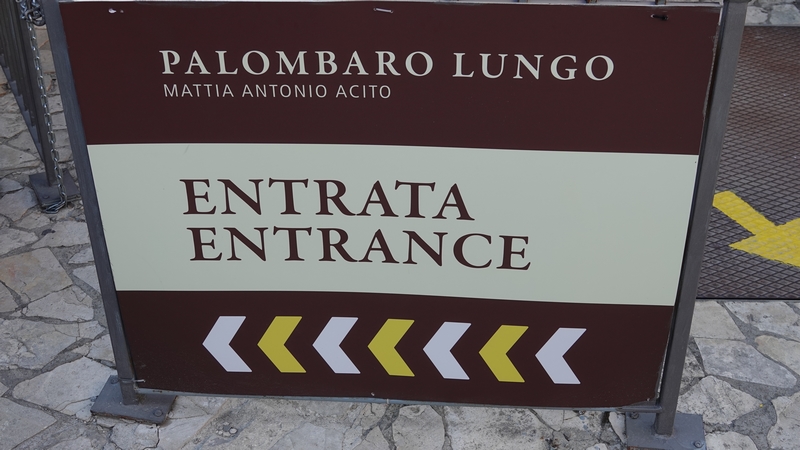 PALOMBARO LUNGO
MATTIA ANTONIO ACITO
ENTRATA
ENTRANCE